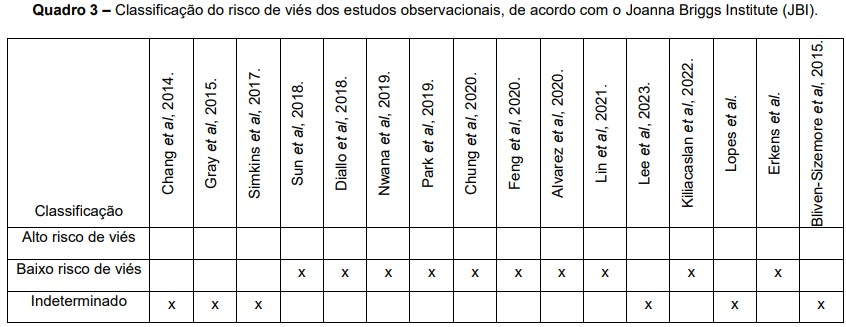 Quadro 3 – Classificação do risco de viés dos estudos observacionais, de acordo com o Joanna Briggs Institute (JBI).
Classificação
Chang et al, 2014.
Gray et al, 2015.
Simkins et al, 2017.
Sun et al, 2018.
Diallo et al, 2018.
Nwana et al, 2019.
Park et al, 2019.
Chung et al, 2020.
Feng et al, 2020.
Alvarez et al, 2020.
Lin et al, 2021.
Lee et al, 2023.
Kiliacaslan et al, 2022.
Lopes et al.
Erkens et al.
Bliven-Sizemore et al, 2015.
Alto risco de viés
Baixo risco de viés x x x x x x x x x x
Indeterminado x x x x x x